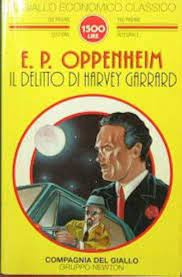 IL GIALLO ECONOMICO CLASSICO
1500
LIRE
E. P. OPPENHEIM
IL DELITTO DI HARVEY GARRARD
COMPAGNIA DEL GIALLO
GRUPPO NEWTON